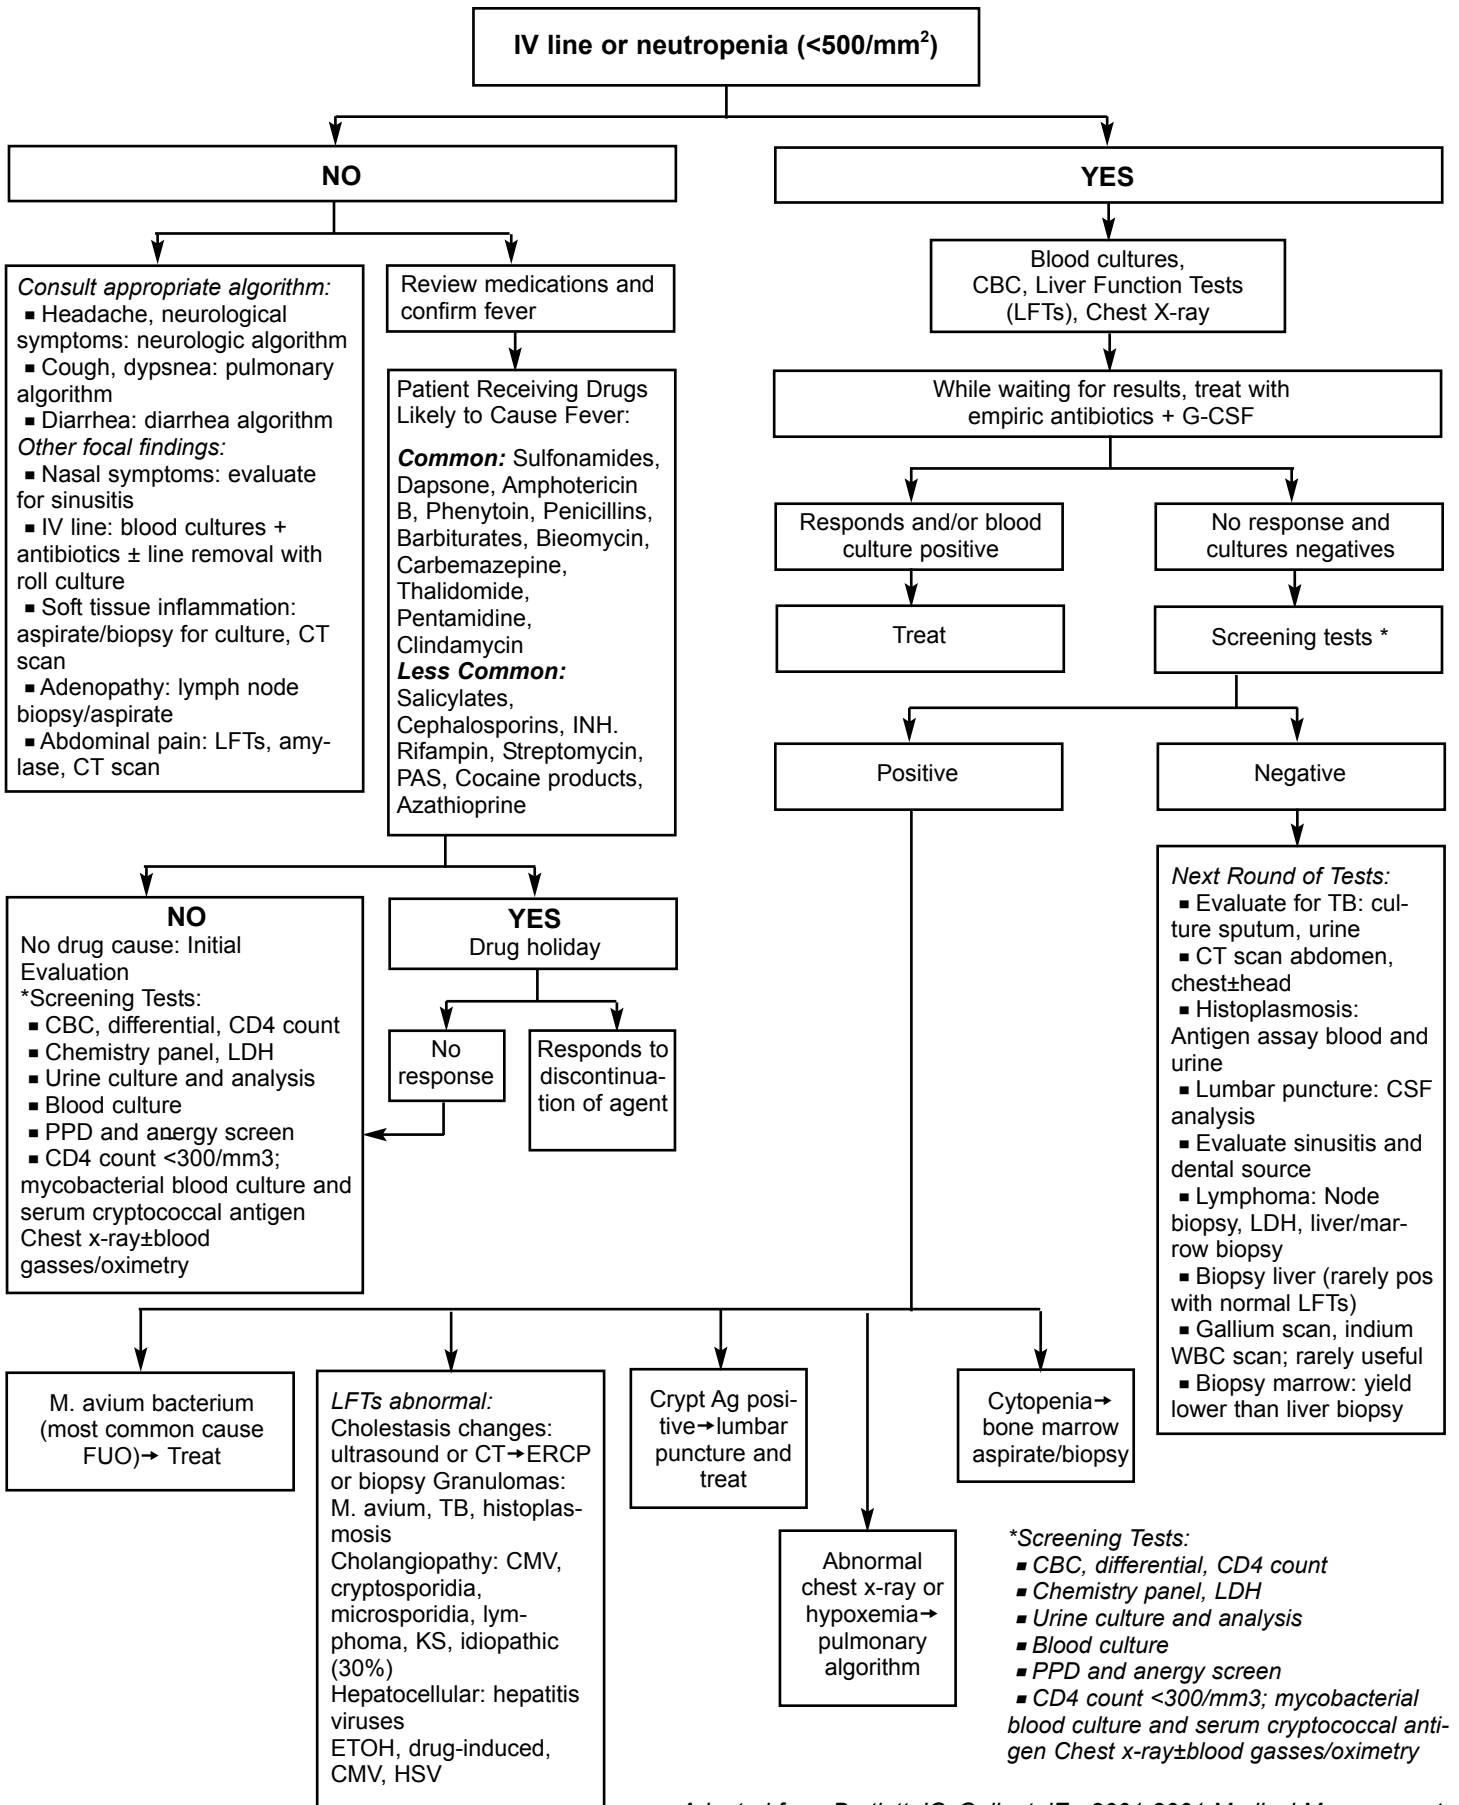 IV line or neutropenia (<500/mm²)
NO
YES
Consult appropriate algorithm:
▪ Headache, neurological
symptoms: neurologic algorithm
▪ Cough, dypsnea: pulmonary
algorithm
▪ Diarrhea: diarrhea algorithm
Other focal findings:
▪ Nasal symptoms: evaluate
for sinusitis
▪ IV line: blood cultures +
antibiotics ± line removal with
roll culture
▪ Soft tissue inflammation:
aspirate/biopsy for culture, CT
scan
▪ Adenopathy: lymph node
biopsy/aspirate
▪ Abdominal pain: LFTs, amy-
lase, CT scan
Review medications and
confirm fever
Patient Receiving Drugs
Likely to Cause Fever:
Common: Sulfonamides,
Dapsone, Amphotericin
B, Phenytoin, Penicillins,
Barbiturates, Bieomycin,
Carbemazepine,
Thalidomide,
Pentamidine,
Clindamycin
Less Common:
Salicylates,
Cephalosporins, INH.
Rifampin, Streptomycin,
PAS, Cocaine products,
Azathioprine
Blood cultures,
CBC, Liver Function Tests
(LFTs), Chest X-ray
While waiting for results, treat with
empiric antibiotics + G-CSF
Responds and/or blood
culture positive
No response and
cultures negatives
Treat
Screening tests *
Positive
Negative
NO
No drug cause: Initial
Evaluation
*Screening Tests:
▪ CBC, differential, CD4 count
▪ Chemistry panel, LDH
▪ Urine culture and analysis
▪ Blood culture
▪ PPD and anergy screen
▪ CD4 count <300/mm3;
mycobacterial blood culture and
serum cryptococcal antigen
Chest x-ray±blood
gasses/oximetry
YES
Drug holiday
No
response
Responds to
discontinua-
tion of agent
Next Round of Tests:
▪ Evaluate for TB: cul-
ture sputum, urine
▪ CT scan abdomen,
chest±head
▪ Histoplasmosis:
Antigen assay blood and
urine
▪ Lumbar puncture: CSF
analysis
▪ Evaluate sinusitis and
dental source
▪ Lymphoma: Node
biopsy, LDH, liver/mar-
row biopsy
▪ Biopsy liver (rarely pos
with normal LFTs)
▪ Gallium scan, indium
WBC scan; rarely useful
▪ Biopsy marrow: yield
lower than liver biopsy
M. avium bacterium
(most common cause
FUO)→ Treat
LFTs abnormal:
Cholestasis changes:
ultrasound or CT→ERCP
or biopsy Granulomas:
M. avium, TB, histoplas-
mosis
Cholangiopathy: CMV,
cryptosporidia,
microsporidia, lym-
phoma, KS, idiopathic
(30%)
Hepatocellular: hepatitis
viruses
ETOH, drug-induced,
CMV, HSV
Crypt Ag posi-
tive→lumbar
puncture and
treat
Abnormal
chest x-ray or
hypoxemia→
pulmonary
algorithm
Cytopenia→
bone marrow
aspirate/biopsy
*Screening Tests:
▪ CBC, differential, CD4 count
▪ Chemistry panel, LDH
▪ Urine culture and analysis
▪ Blood culture
▪ PPD and anergy screen
▪ CD4 count <300/mm3; mycobacterial
blood culture and serum cryptococcal anti-
gen Chest x-ray±blood gasses/oximetry